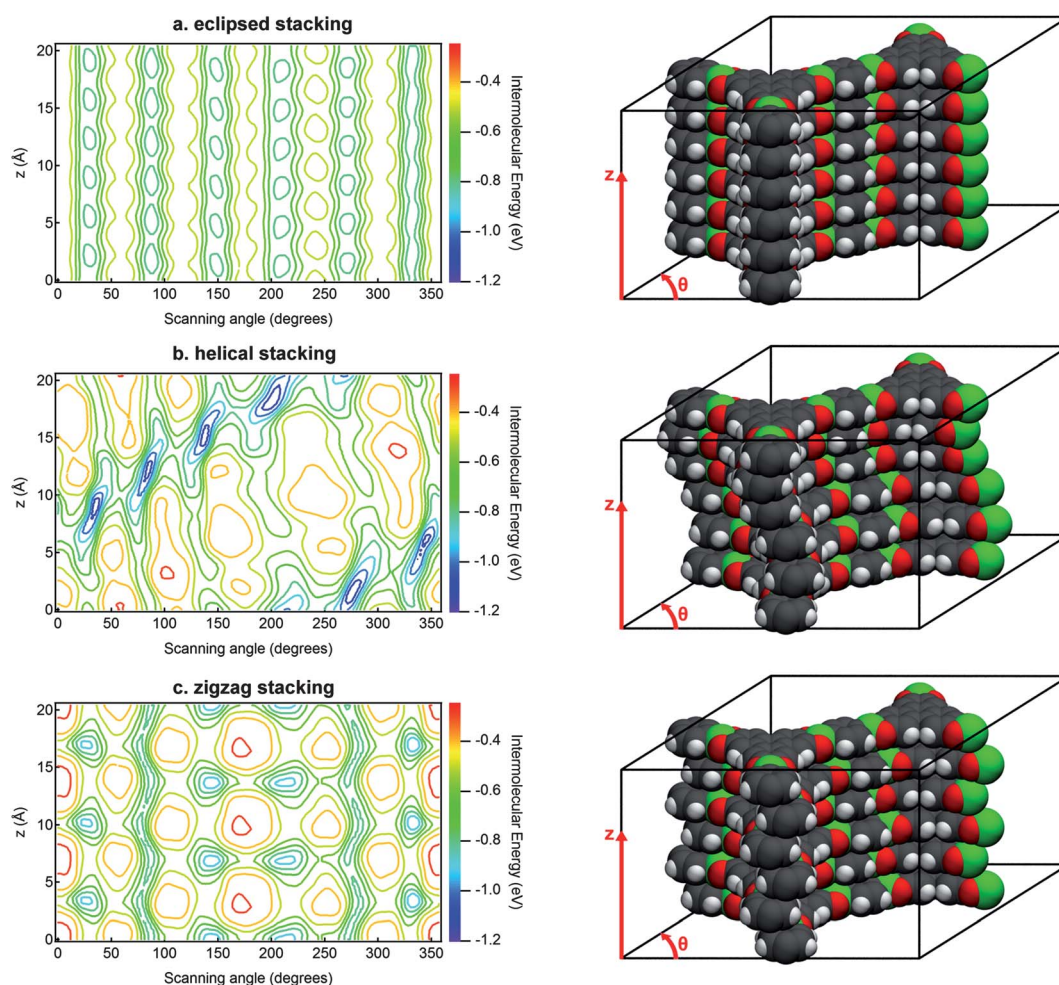 a. eclipsed stacking
20
15
10
5
0
z (Å)
0 50 100 150 200 250 300 350
Scanning angle (degrees)
-0.4
-0.6
-0.8
-1.0
-1.2
Intermolecular Energy (eV)
z
θ
b. helical stacking
20
15
10
5
0
z (Å)
0 50 100 150 200 250 300 350
Scanning angle (degrees)
-0.4
-0.6
-0.8
-1.0
-1.2
Intermolecular Energy (eV)
z
θ
c. zigzag stacking
20
15
10
5
0
z (Å)
0 50 100 150 200 250 300 350
Scanning angle (degrees)
-0.4
-0.6
-0.8
-1.0
-1.2
Intermolecular Energy (eV)
z
θ